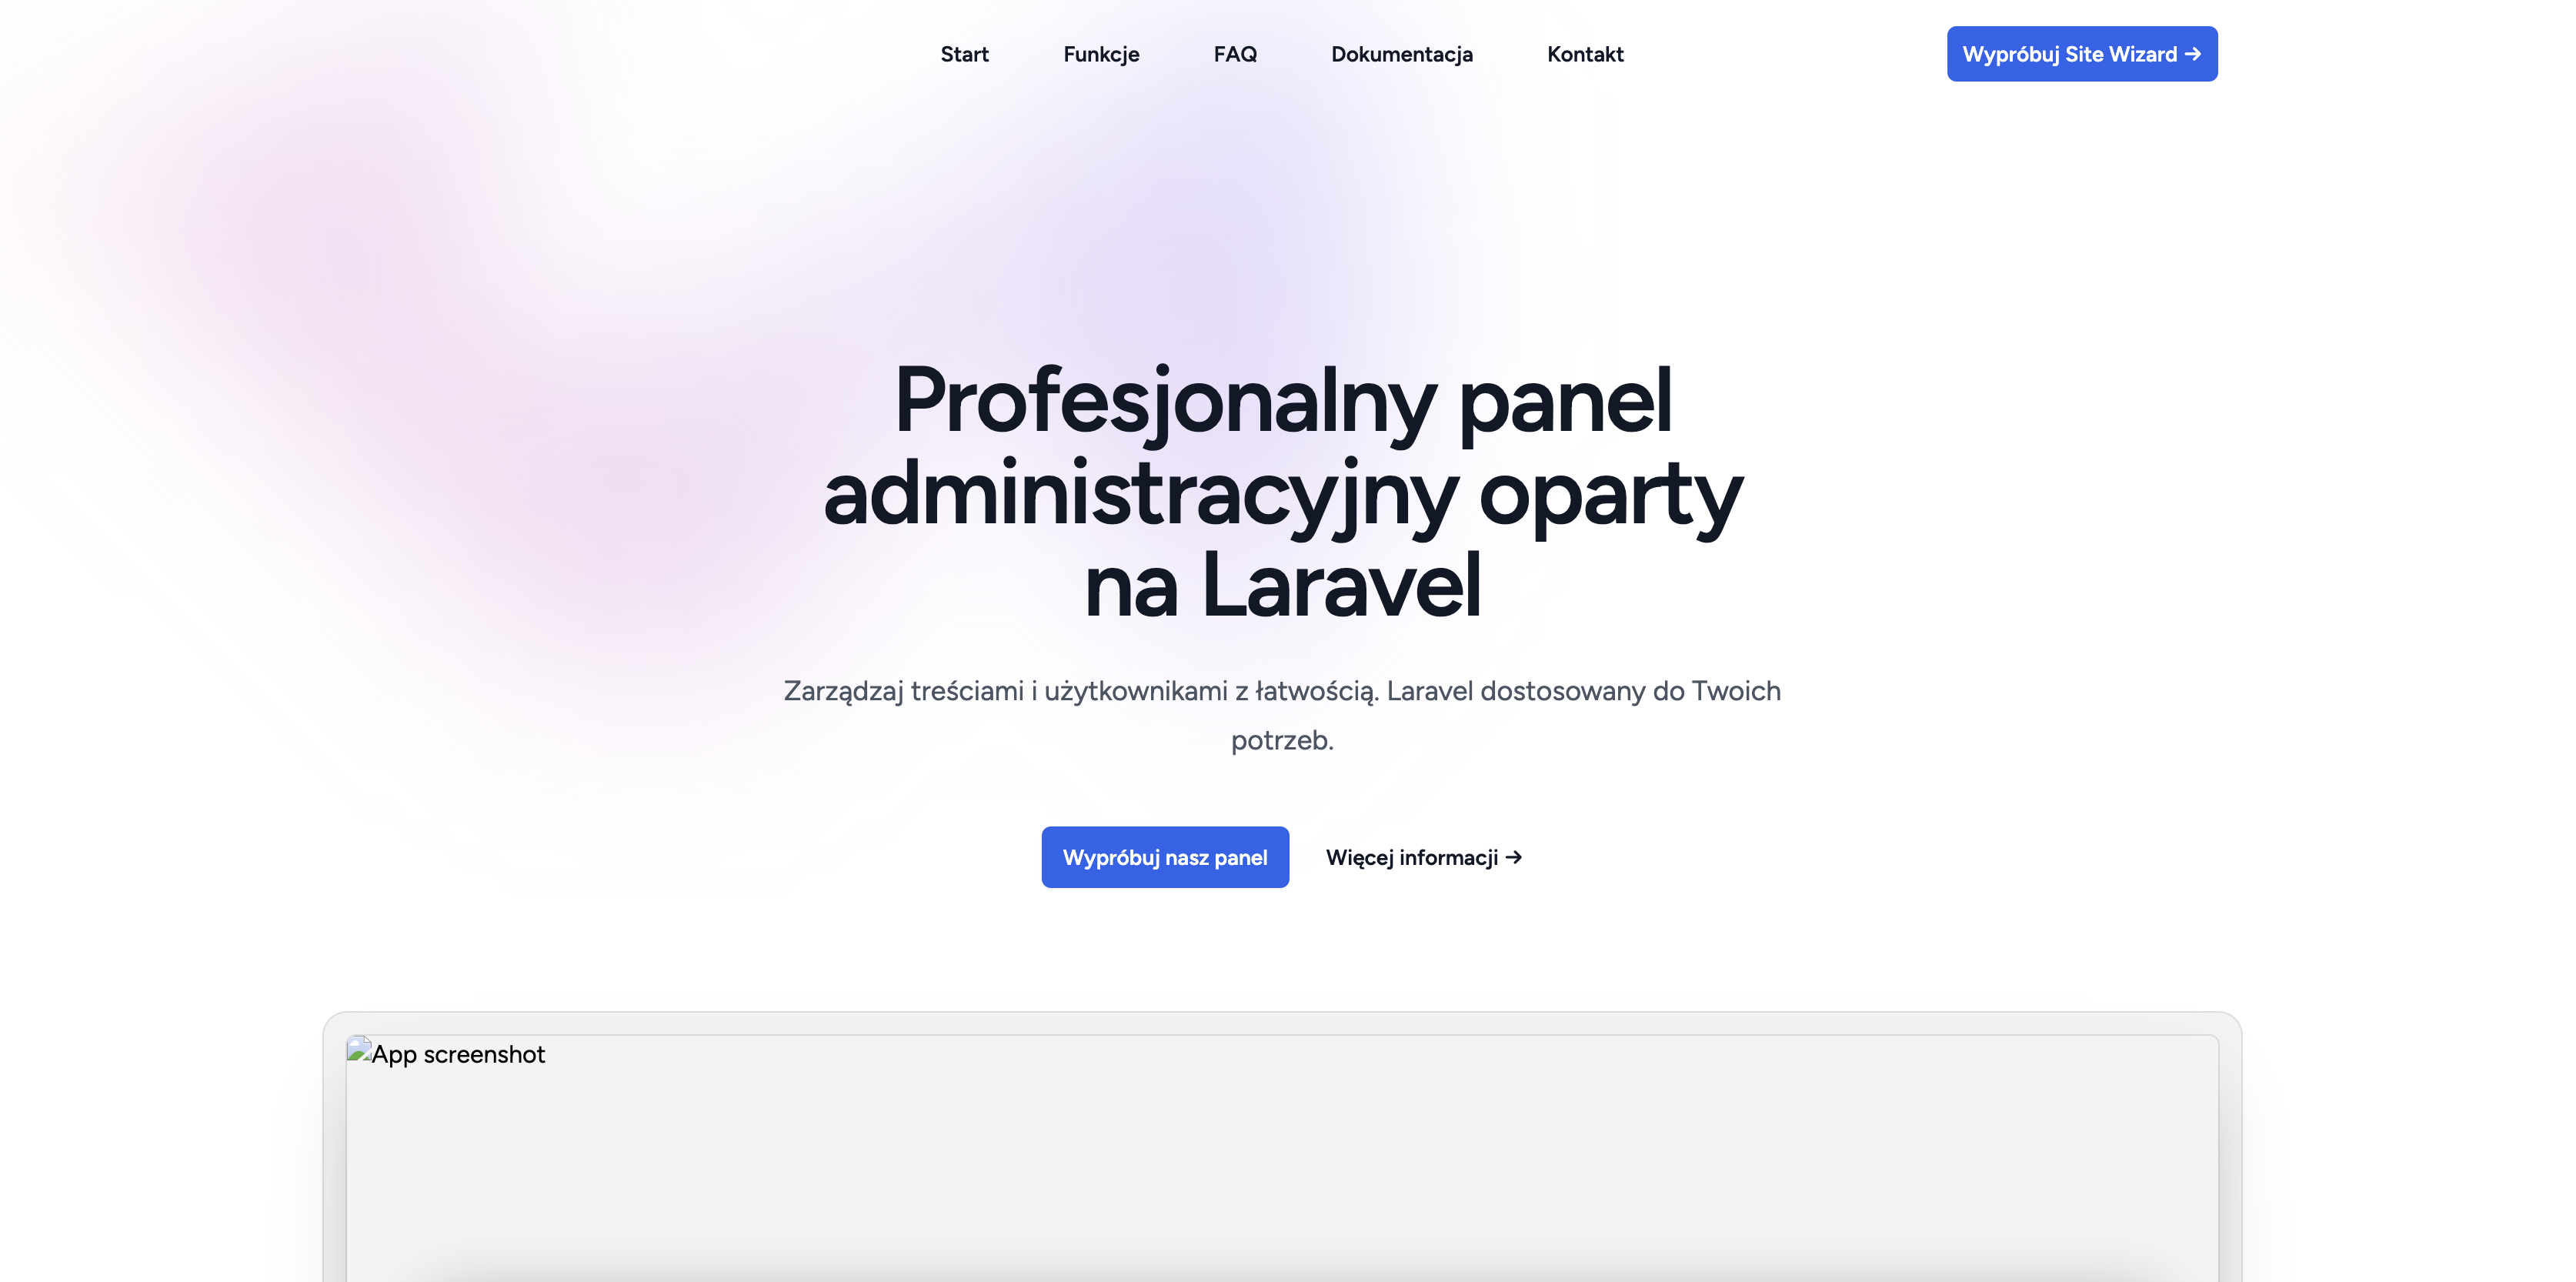 Start
Funkcje
FAQ
Dokumentacja
Kontakt
Wypróbuj Site Wizard →
Profesjonalny panel
administracyjny oparty
na Laravel
Zarządzaj treściami i użytkownikami z łatwością. Laravel dostosowany do Twoich
potrzeb.
Wypróbuj nasz panel
Więcej informacji →
App screenshot